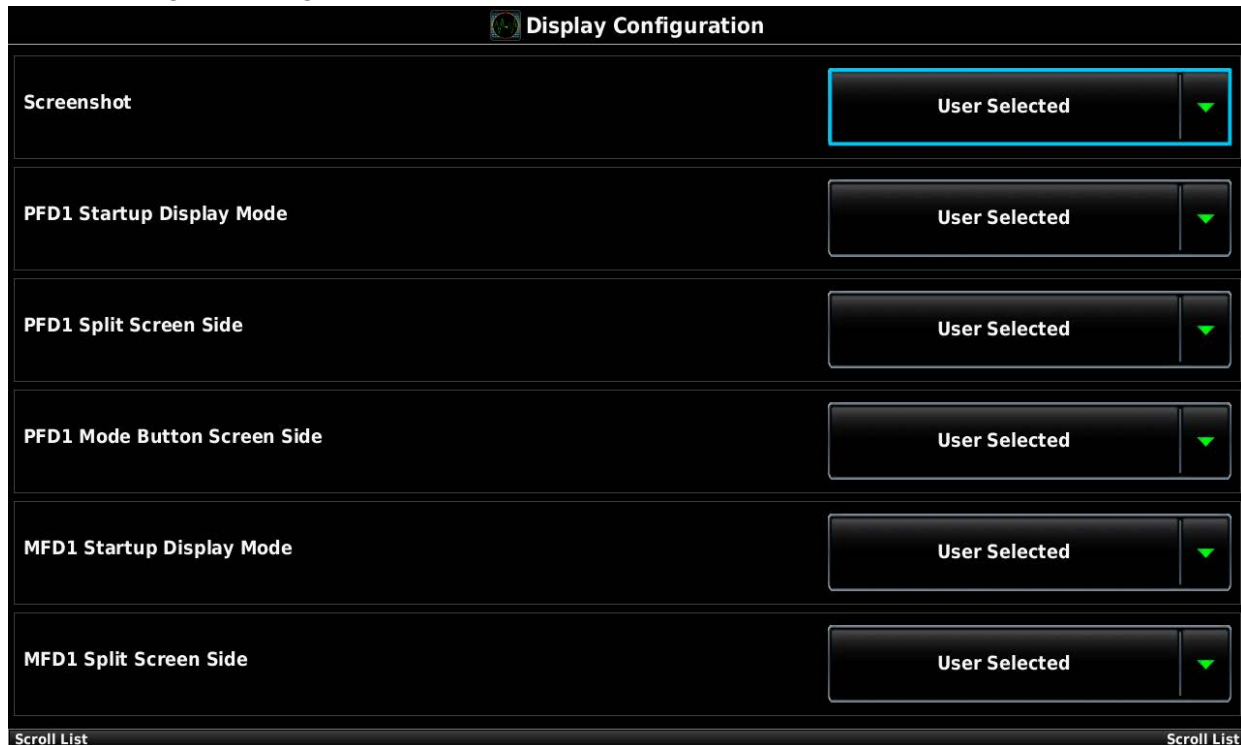 Display Configuration
Screenshot
User Selected
PFD1 Startup Display Mode
User Selected
PFD1 Split Screen Side
User Selected
PFD1 Mode Button Screen Side
User Selected
MFD1 Startup Display Mode
User Selected
MFD1 Split Screen Side
User Selected
Scroll List
Scroll List